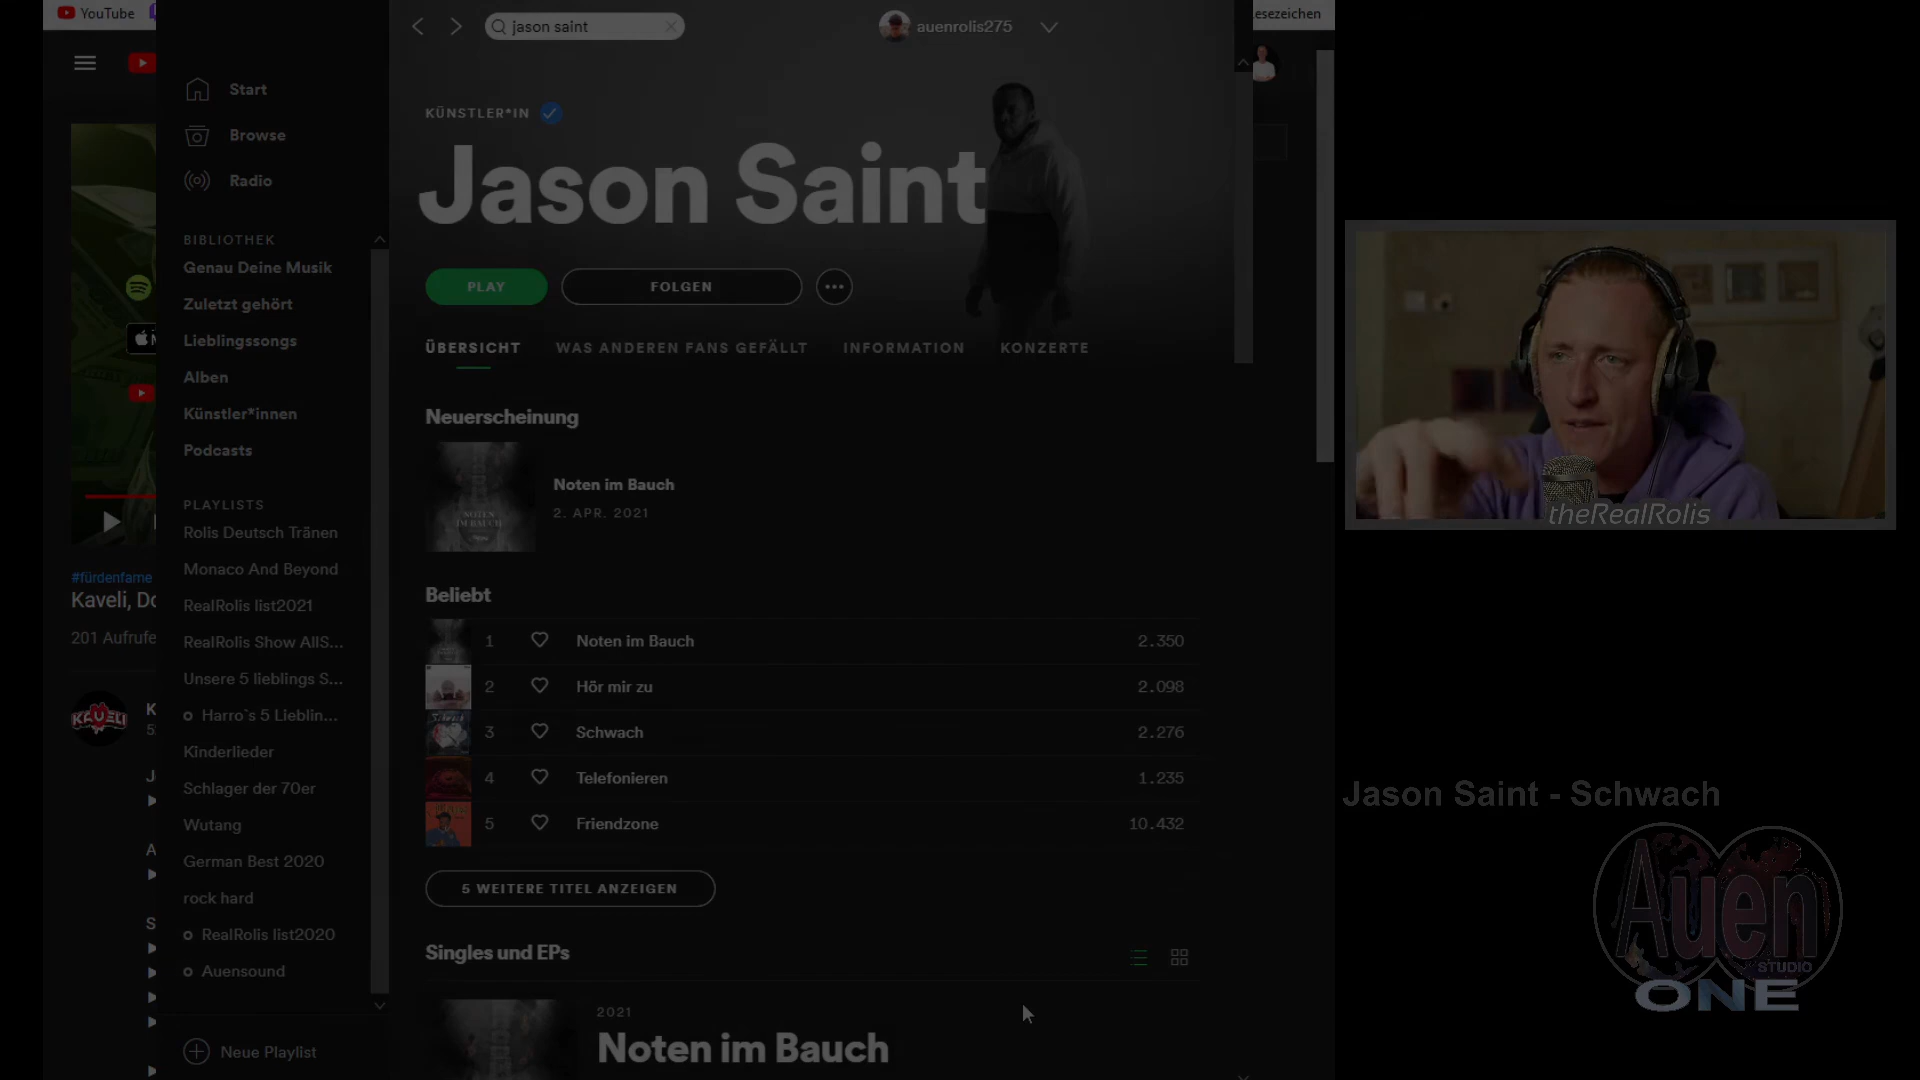 YouTube
jason saint
auenrolis275
esezeichen
Start
Browse
Radio
BIBLIOTHEK
Genau Deine Musik
Zuletzt gehört
Lieblingssongs
Alben
Künstler*innen
Podcasts
PLAYLISTS
Rolis Deutsch Tränen
Monaco And Beyond
RealRolis list2021
RealRolis Show AllS...
Unsere 5 lieblings S...
Harro`s 5 Lieblin...
Kinderlieder
Schlager der 70er
Wutang
German Best 2020
rock hard
RealRolis list2020
Auensound
Neue Playlist
#fürdenfame
Kaveli, Do
201 Aufrufe
KAVELI
KÜNSTLER*IN
Jason Saint
PLAY
FOLGEN
ÜBERSICHT
WAS ANDEREN FANS GEFÄLLT
INFORMATION
KONZERTE
Neuerscheinung
NOTEN
IM BAUCH
Noten im Bauch
2. APR. 2021
Beliebt
1 Noten im Bauch 2.350
2 Hör mir zu 2.098
3 Schwach 2.276
4 Telefonieren 1.235
5 Friendzone 10.432
5 WEITERE TITEL ANZEIGEN
Singles und EPs
2021
Noten im Bauch
theRealRolis
Jason Saint - Schwach
Auen
STUDIO
ONE